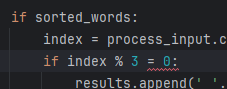 if sorted_words:
index = process_input.c
if index % 3 = 0:
results.append(' '.